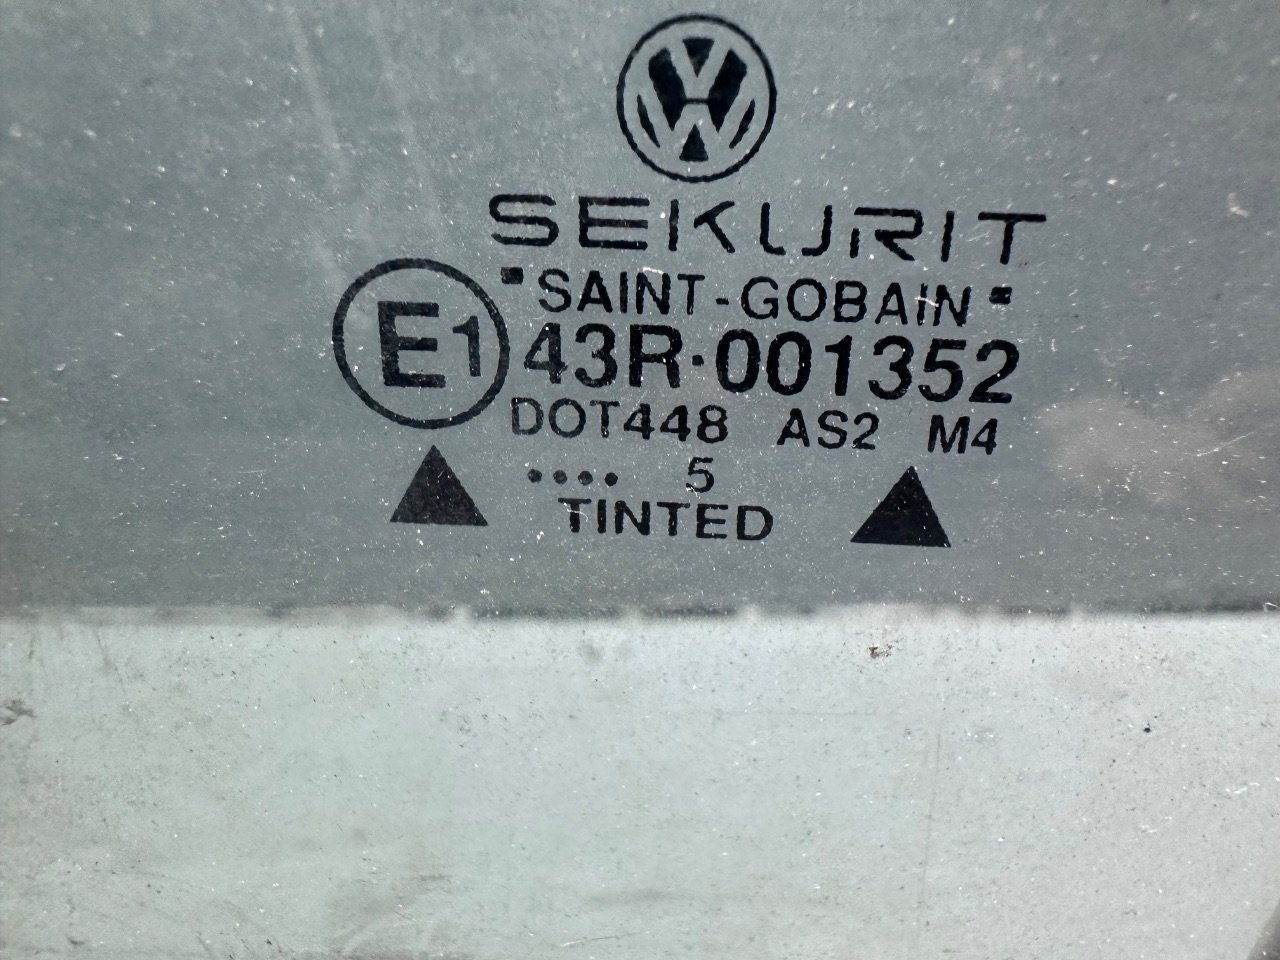 SEKURIT
"SAINT-GOBAIN"
E1 43R·001352
DOT448 AS2 M4
.... 5
TINTED